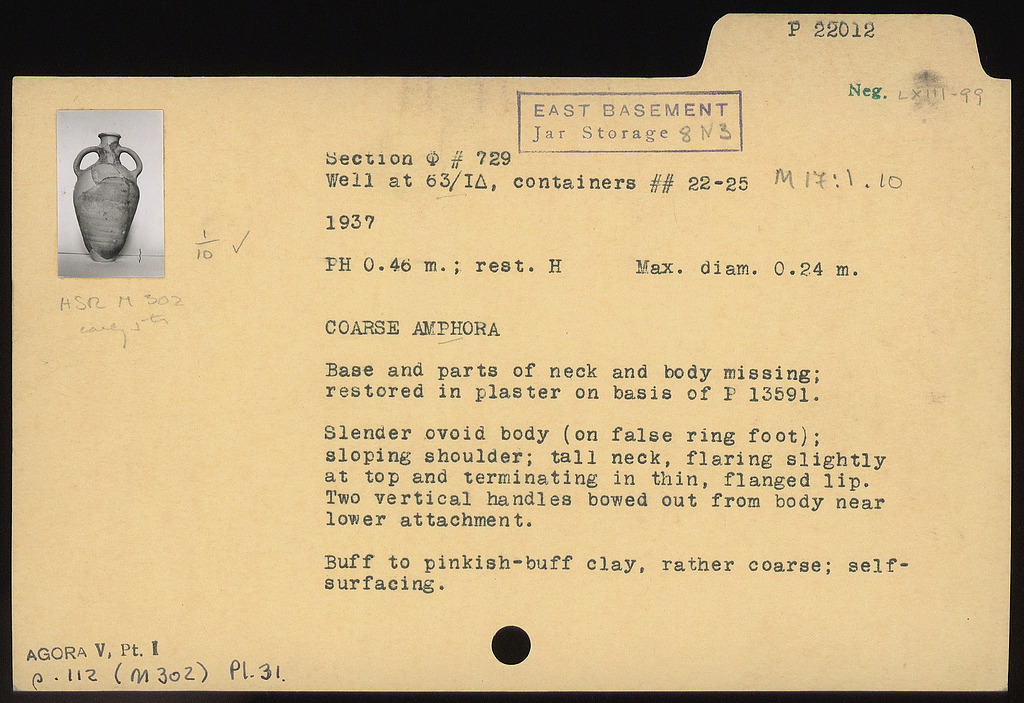 P 22012
Neg. LXIII-99
EAST BASEMENT
Jar Storage 8 N 3
Section Φ # 729
Well at 63/ΙΔ, containers ## 22-25 M 17:1.10
1937
PH 0.46 m.; rest. H Max. diam. 0.24 m.
1/10 ✓
HSR M 302
early 5th
COARSE AMPHORA
Base and parts of neck and body missing;
restored in plaster on basis of P 13591.
Slender ovoid body (on false ring foot);
sloping shoulder; tall neck, flaring slightly
at top and terminating in thin, flanged lip.
Two vertical handles bowed out from body near
lower attachment.
Buff to pinkish-buff clay, rather coarse; self-
surfacing.
AGORA V, Pt. I
p. 112 (M 302) Pl. 31.